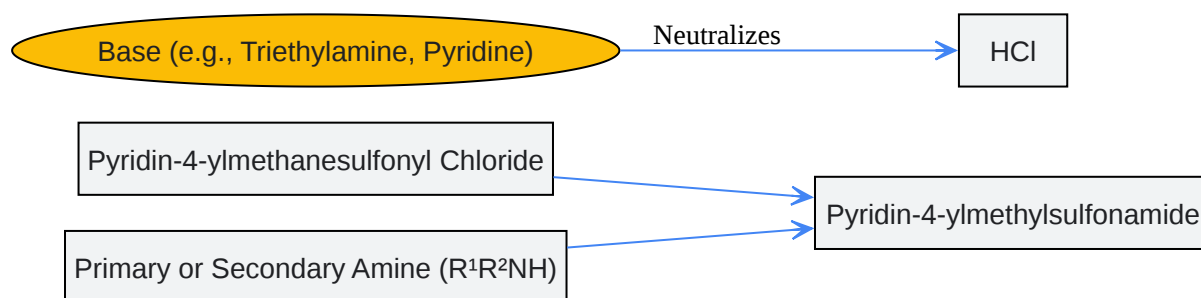 Base (e.g., Triethylamine, Pyridine)
Neutralizes
HCl
Pyridin-4-ylmethanesulfonyl Chloride
Pyridin-4-ylmethylsulfonamide
Primary or Secondary Amine (R¹R²NH)